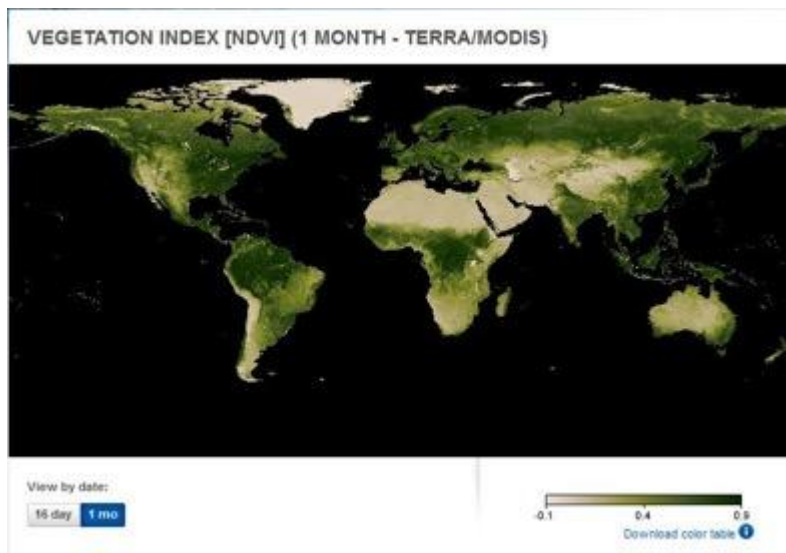 VEGETATION INDEX [NDVI] (1 MONTH - TERRA/MODIS)
View by date:
16 day 1 mo
-0.1 0.4 0.9
Download color table i